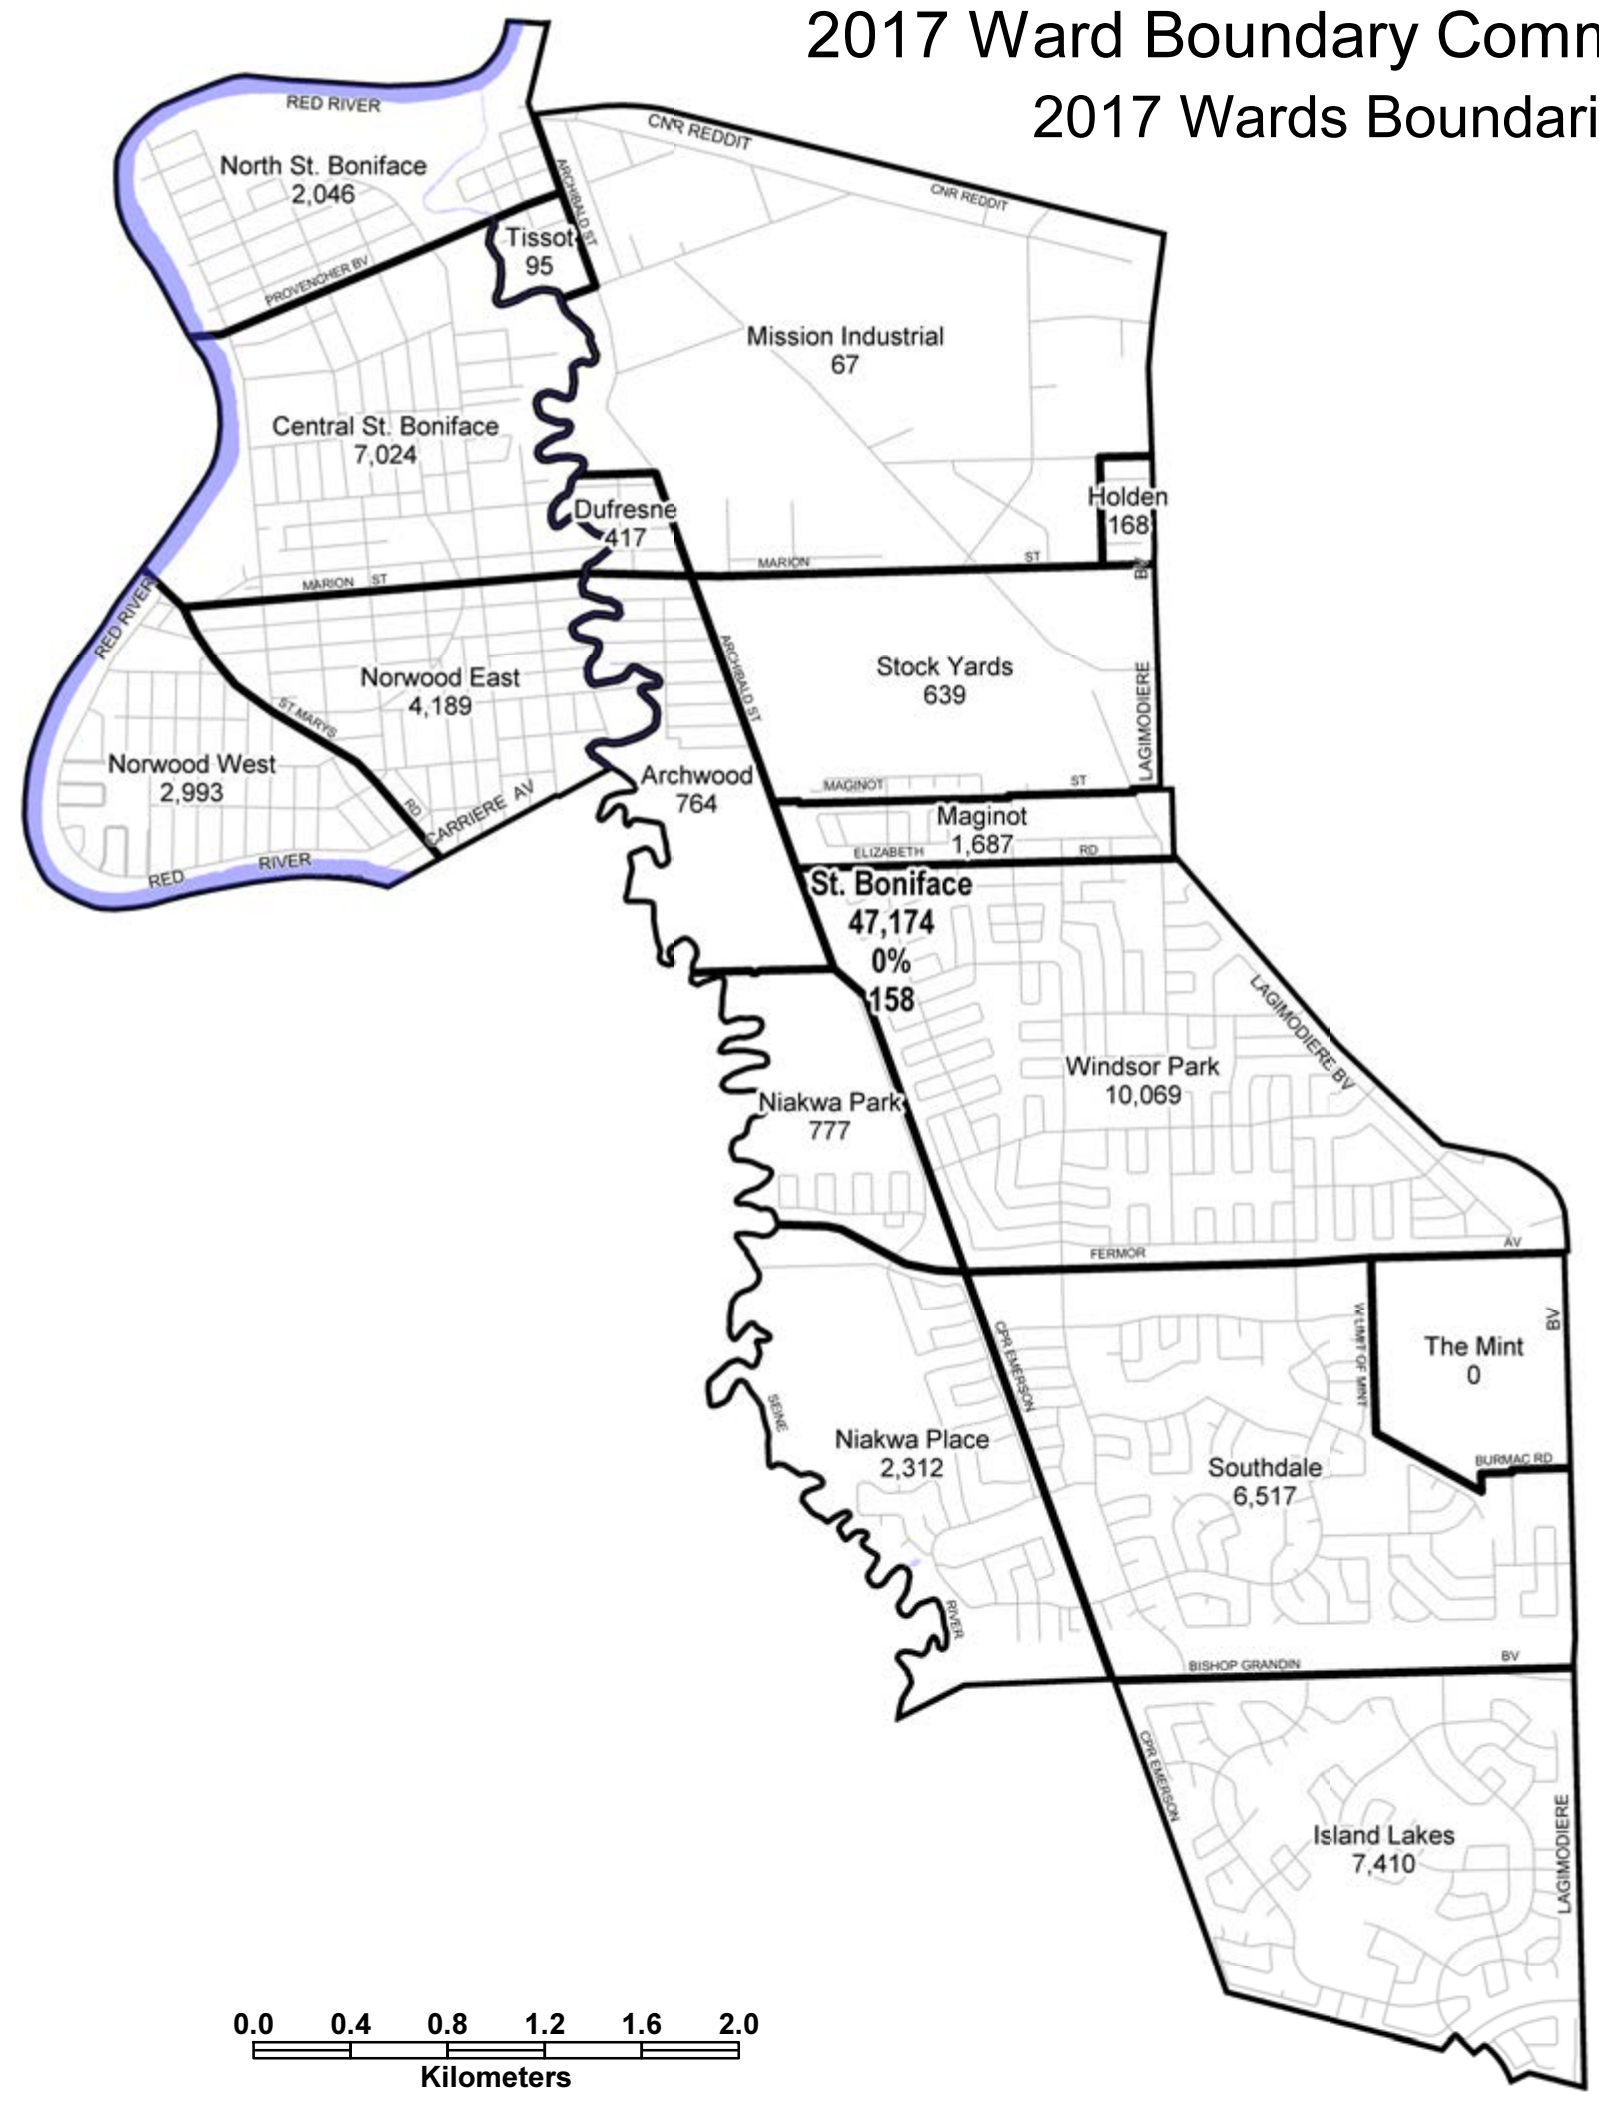 2017 Ward Boundary Comm
2017 Wards Boundari
RED RIVER
CNR REDDIT
North St. Boniface
2,046
ARCHIBALD ST
CNR REDDIT
Tissot
95
PROVENCHER BV
Mission Industrial
67
Central St. Boniface
7,024
Holden
168
Dufresne
417
MARION ST
MARION ST
BV
RED RIVER
ARCHIBALD ST
Stock Yards
639
LAGIMODIERE
Norwood East
4,189
ST MARYS
RD
Norwood West
2,993
CARRIERE AV
Archwood
764
MAGINOT ST
Maginot
1,687
ELIZABETH RD
RED RIVER
St. Boniface
47,174
0%
158
LAGIMODIERE BV
Windsor Park
10,069
Niakwa Park
777
FERMOR AV
CPR EMERSON
W LIMIT OF MINT
BV
The Mint
0
SEINE
Niakwa Place
2,312
Southdale
6,517
BURMAC RD
RIVER
BISHOP GRANDIN BV
CPR EMERSON
Island Lakes
7,410
LAGIMODIERE
0.0 0.4 0.8 1.2 1.6 2.0
Kilometers